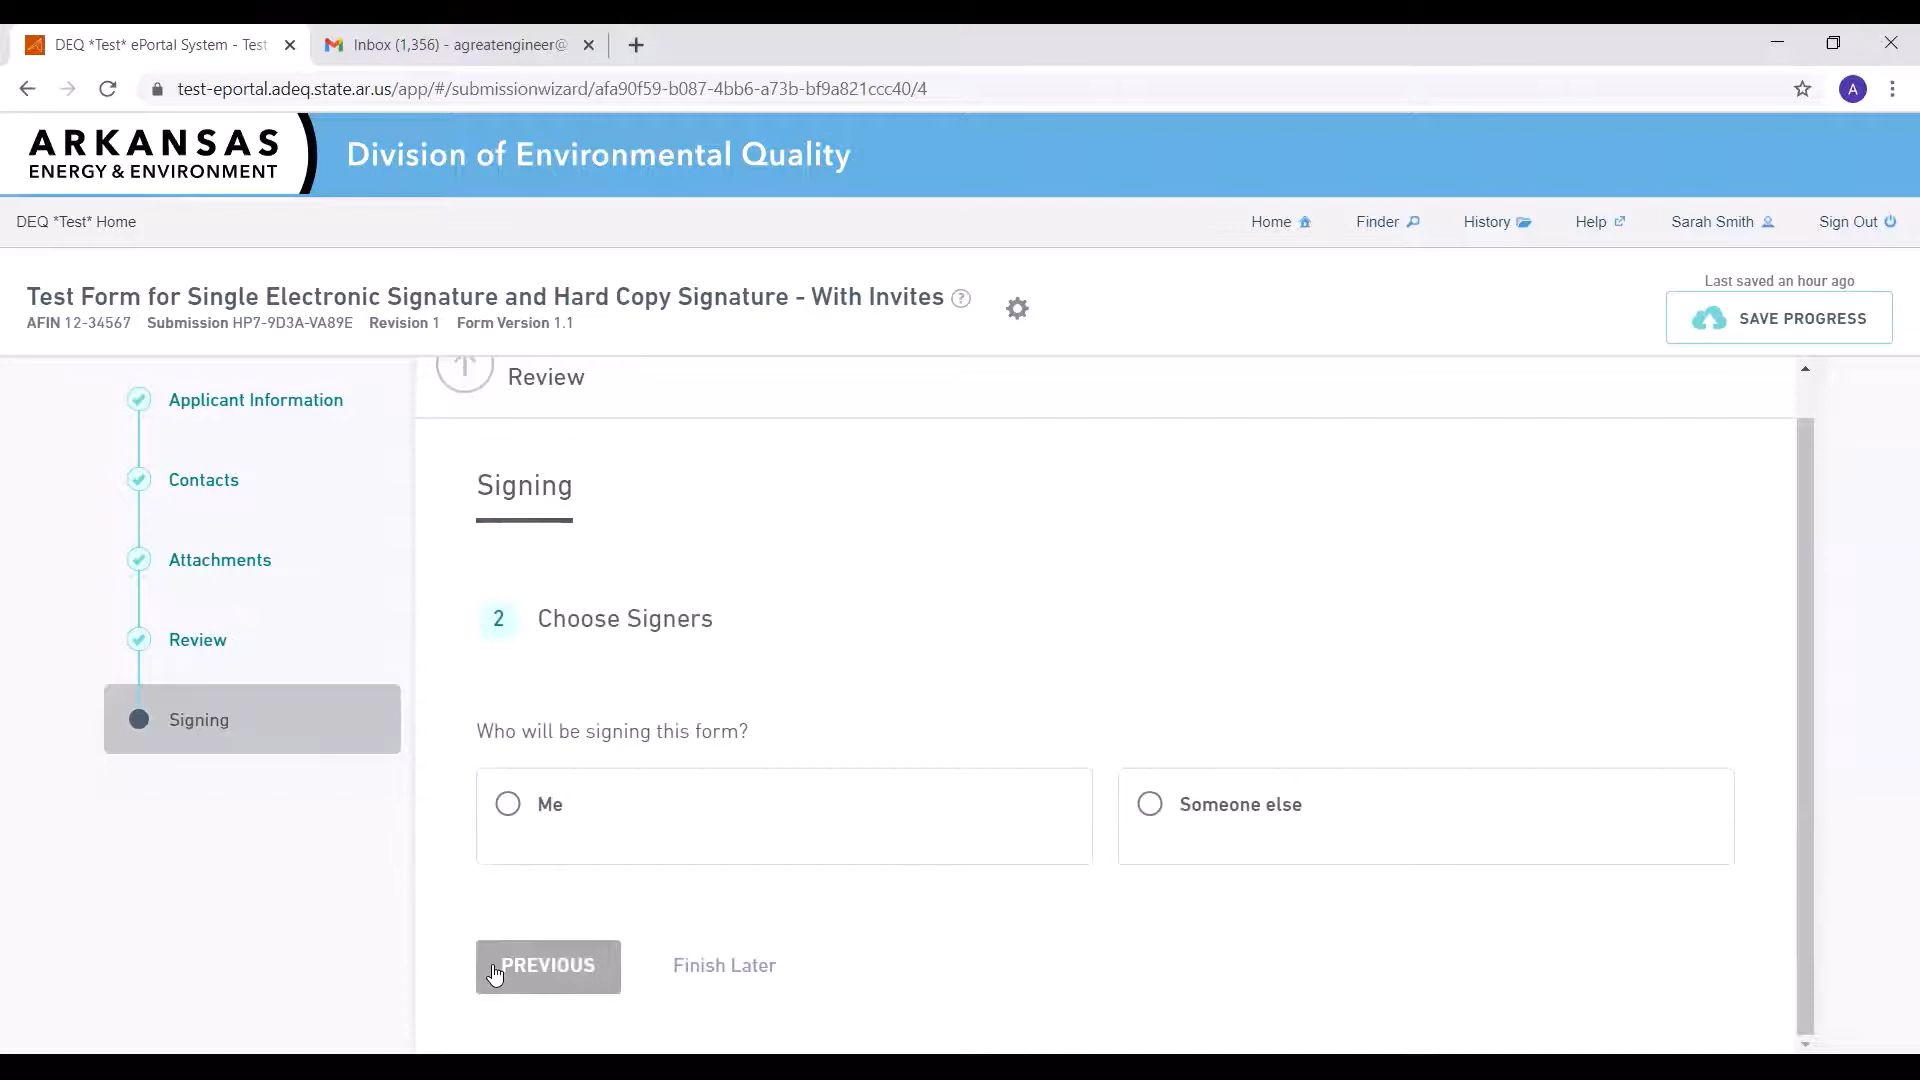 DEQ *Test* ePortal System - Test
Inbox (1,356) - agreatengineer@
test-eportal.adeq.state.ar.us/app/#/submissionwizard/afa90f59-b087-4bb6-a73b-bf9a821ccc40/4
A
ARKANSAS
ENERGY & ENVIRONMENT
Division of Environmental Quality
DEQ *Test* Home
Home
Finder
History
Help
Sarah Smith
Sign Out
Test Form for Single Electronic Signature and Hard Copy Signature - With Invites ?
AFIN 12-34567 Submission HP7-9D3A-VA89E Revision 1 Form Version 1.1
Last saved an hour ago
SAVE PROGRESS
Applicant Information
Contacts
Attachments
Review
Signing
Review
Signing
2 Choose Signers
Who will be signing this form?
Me
Someone else
PREVIOUS
Finish Later